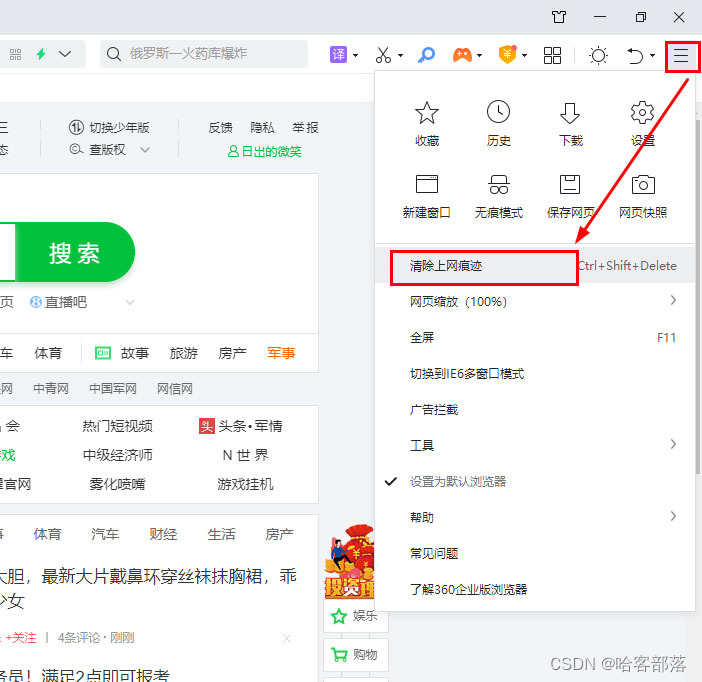 译
俄罗斯一火药库爆炸
三
切换少年版
反馈 隐私 举报
态
查版权
日出的微笑
收藏 历史 下载 设置
新建窗口 无痕模式 保存网页 网页快照
搜索
清除上网痕迹 Ctrl+Shift+Delete
页 直播吧
网页缩放（100%）
全屏 F11
车 体育 故事 旅游 房产 军事
切换到IE6多窗口模式
网 中青网 中国军网 网信网
广告拦截
会 热门短视频 头 头条•军情
工具
游戏 中级经济师 N 世 界
设置为默认浏览器
官网 雾化喷嘴 游戏挂机
帮助
事 体育 汽车 财经 生活 房产
常见问题
大胆，最新大片戴鼻环穿丝袜抹胸裙，乖
少女
了解360企业版浏览器
娱乐
+关注 | 4条评论·刚刚
购物
务员！满足2点即可报考
CSDN @哈客部落